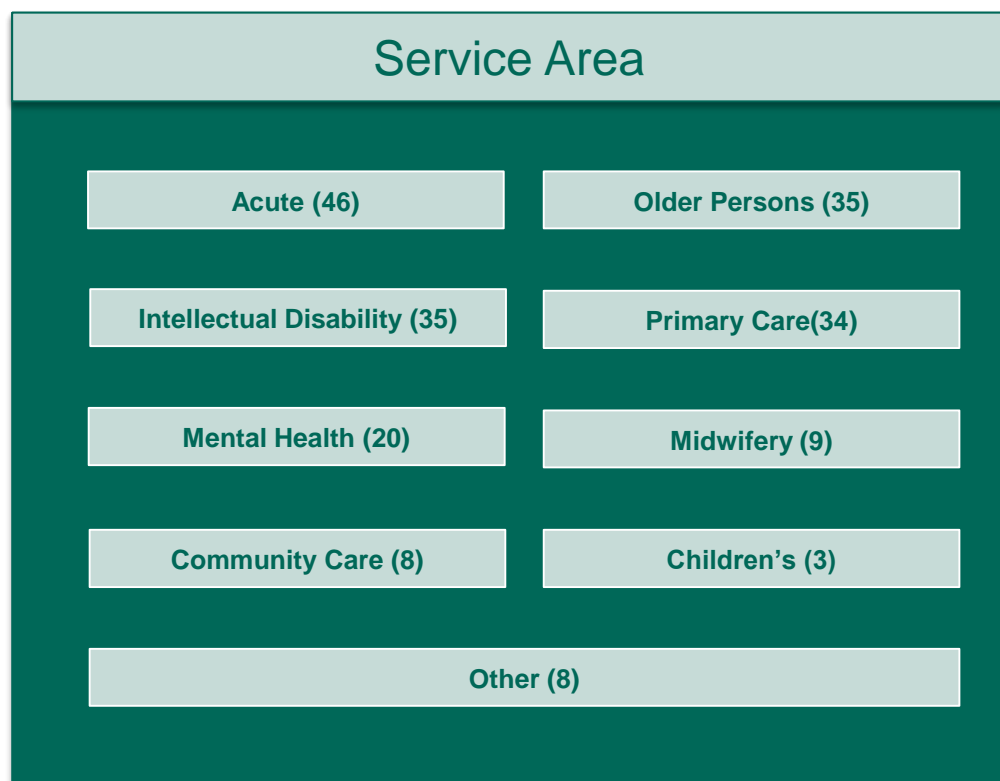 Service Area
Acute (46)
Older Persons (35)
Intellectual Disability (35)
Primary Care(34)
Mental Health (20)
Midwifery (9)
Community Care (8)
Children’s (3)
Other (8)